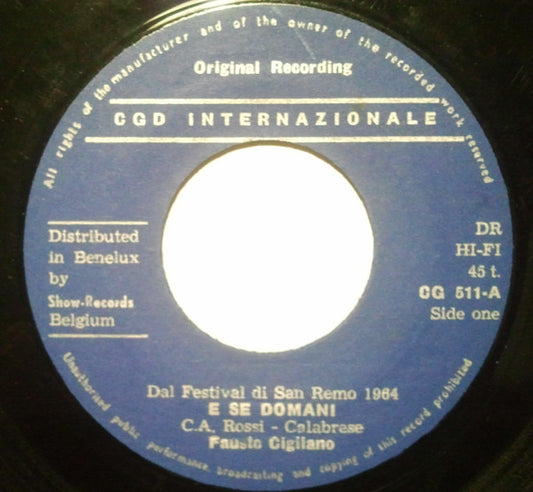 All rights of the manufacturer and of the owner of the recorded work reserved
Original Recording
CGD INTERNAZIONALE
Distributed
in Benelux
by
Show-Records
Belgium
DR
HI-FI
45 t.
CG 511-A
Side one
Dal Festival di San Remo 1964
E SE DOMANI
C.A. Rossi - Calabrese
Fausto Cigliano
Unauthorised public performance, broadcasting and copying of this record prohibited